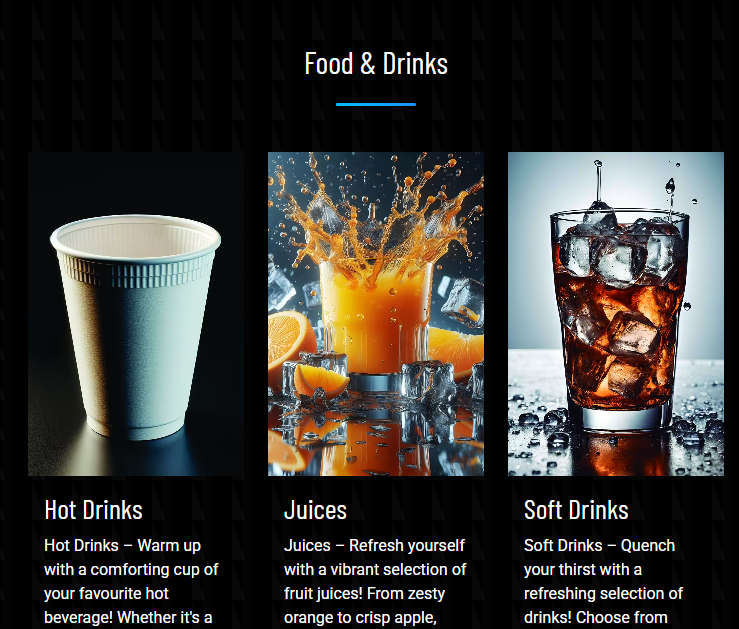 Food & Drinks
Hot Drinks
Hot Drinks – Warm up
with a comforting cup of
your favourite hot
beverage! Whether it's a
Juices
Juices – Refresh yourself
with a vibrant selection of
fruit juices! From zesty
orange to crisp apple,
Soft Drinks
Soft Drinks – Quench
your thirst with a
refreshing selection of
drinks! Choose from